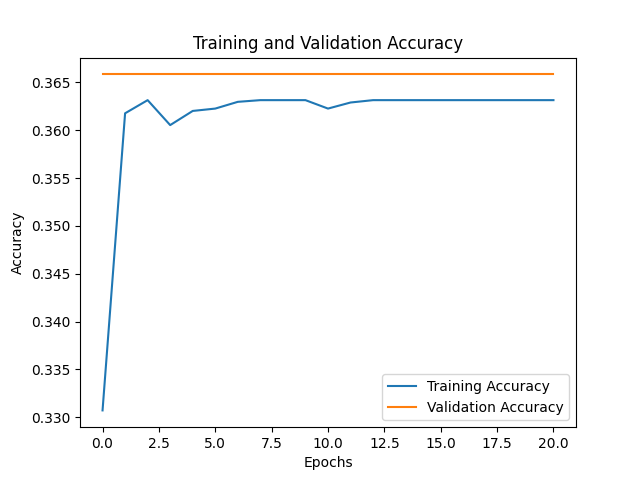 Training and Validation Accuracy
Accuracy
0.365
0.360
0.355
0.350
0.345
0.340
0.335
0.330
Training Accuracy
Validation Accuracy
0.0 2.5 5.0 7.5 10.0 12.5 15.0 17.5 20.0
Epochs